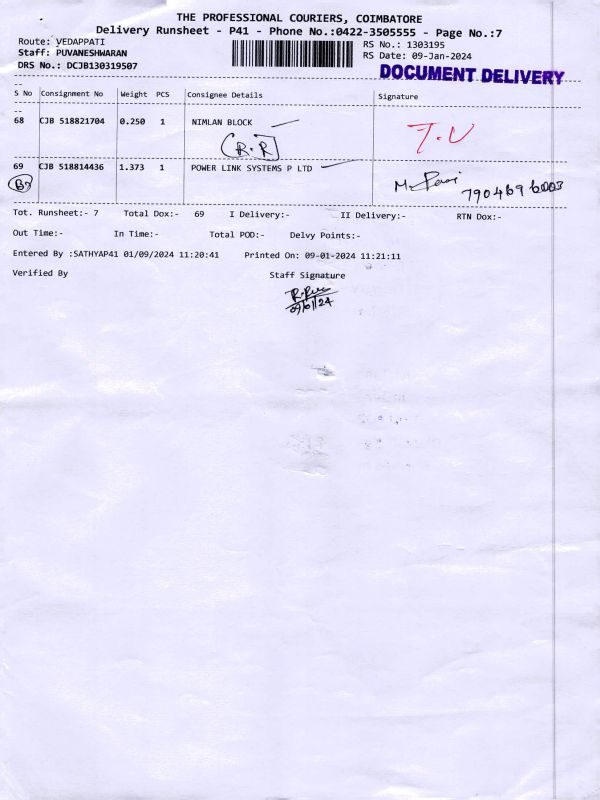 THE PROFESSIONAL COURIERS, COIMBATORE
Delivery Runsheet - P41 - Phone No.:0422-3505555 - Page No.:7
Route: VEDAPPATI
RS No.: 1303195
Staff: PUVANESHWARAN
RS Date: 09-Jan-2024
DRS No.: DCJB130319507
DOCUMENT DELIVERY
S No Consignment No Weight PCS Consignee Details Signature
68 CJB 518821704 0.250 1 NIMLAN BLOCK
(R.R)
69 CJB 518814436 1.373 1 POWER LINK SYSTEMS P LTD
Tot. Runsheet:- 7 Total Dox:- 69 I Delivery:- II Delivery:- RTN Dox:-
Out Time:- In Time:- Total POD:- Delvy Points:-
Entered By :SATHYAP41 01/09/2024 11:20:41 Printed On: 09-01-2024 11:21:11
Verified By Staff Signature
09/01/24